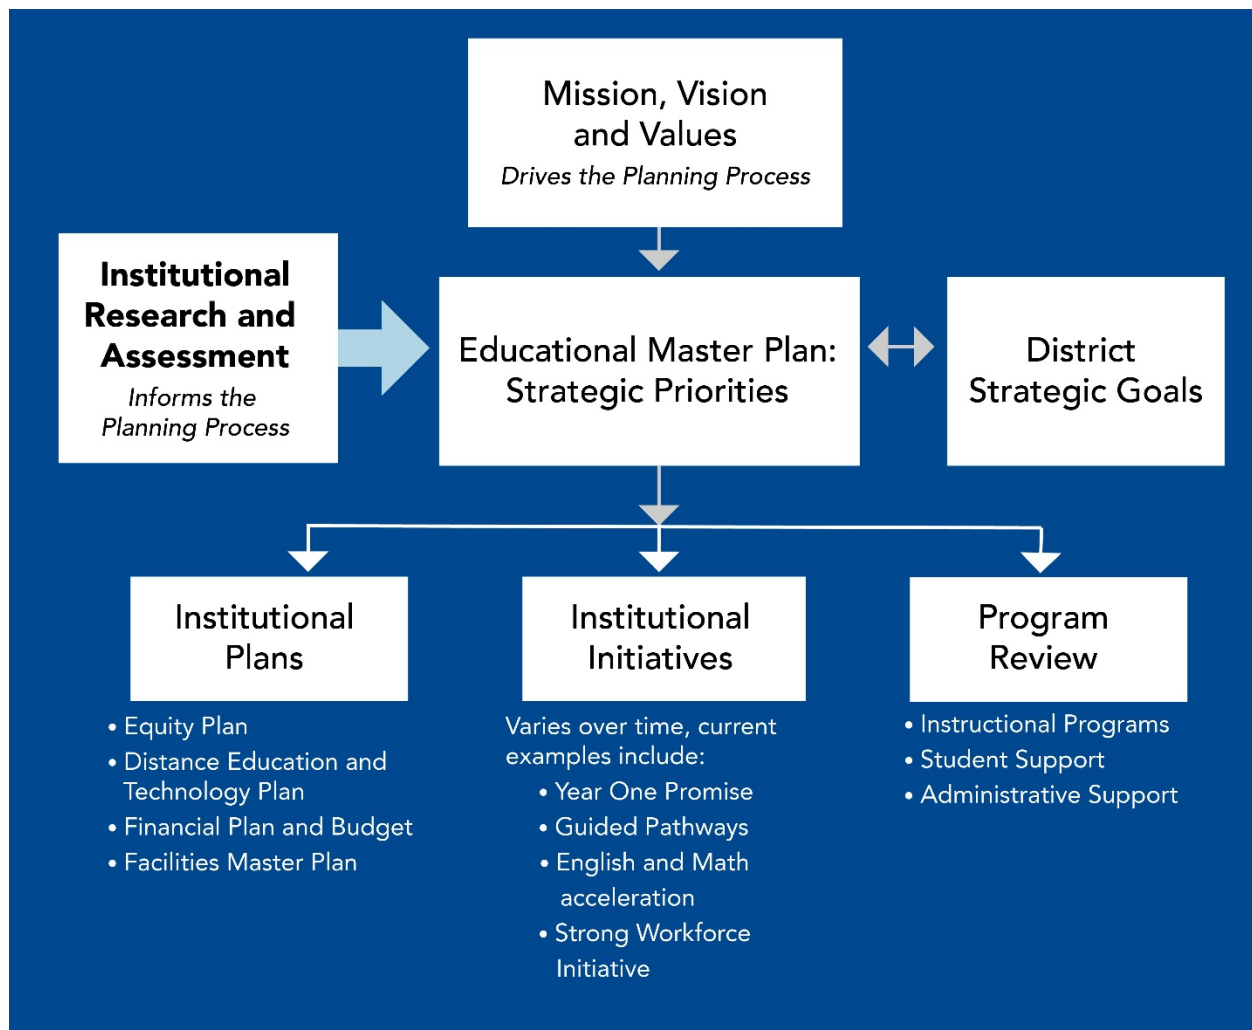 Mission, Vision
and Values
Drives the Planning Process
Institutional
Research and
Assessment
Informs the
Planning Process
Educational Master Plan:
Strategic Priorities
District
Strategic Goals
Institutional
Plans
• Equity Plan
• Distance Education and
Technology Plan
• Financial Plan and Budget
• Facilities Master Plan
Institutional
Initiatives
Varies over time, current
examples include:
• Year One Promise
• Guided Pathways
• English and Math
acceleration
• Strong Workforce
Initiative
Program
Review
• Instructional Programs
• Student Support
• Administrative Support